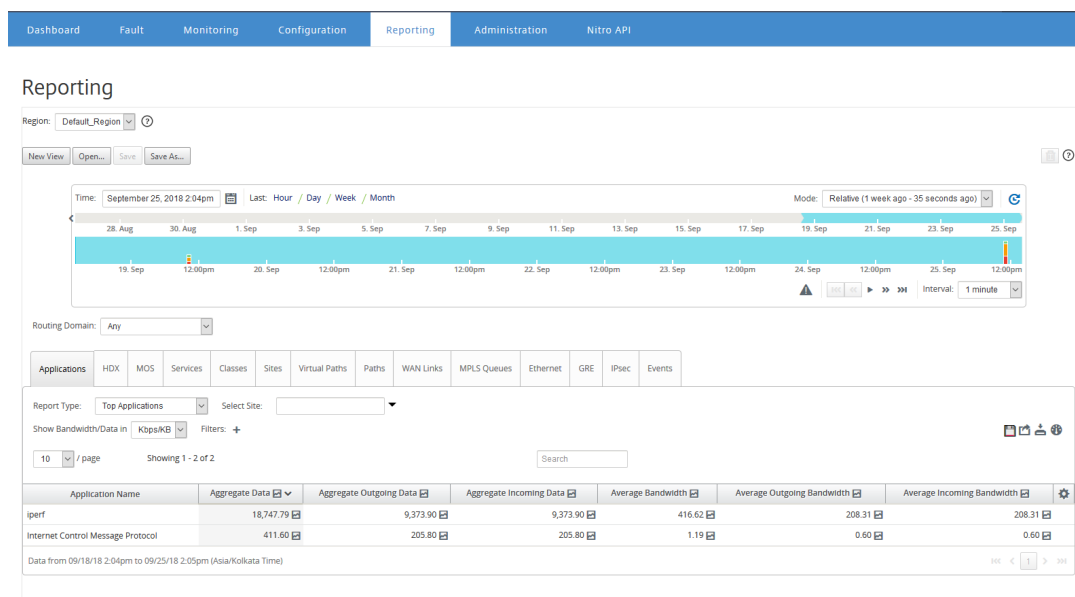 Dashboard Fault Monitoring Configuration Reporting Administration Nitro API
Reporting
Region: Default_Region ?
New View Open... Save Save As... ?
Time: September 25, 2018 2:04pm Last: Hour / Day / Week / Month Mode: Relative (1 week ago - 35 seconds ago)
28. Aug 30. Aug 1. Sep 3. Sep 5. Sep 7. Sep 9. Sep 11. Sep 13. Sep 15. Sep 17. Sep 19. Sep 21. Sep 23. Sep 25. Sep
19. Sep 12:00pm 20. Sep 12:00pm 21. Sep 12:00pm 22. Sep 12:00pm 23. Sep 12:00pm 24. Sep 12:00pm 25. Sep 12:00pm
Interval: 1 minute
Routing Domain: Any
Applications HDX MOS Services Classes Sites Virtual Paths Paths WAN Links MPLS Queues Ethernet GRE IPsec Events
Report Type: Top Applications Select Site:
Show Bandwidth/Data in Kbps/KB Filters: +
10 / page Showing 1 - 2 of 2 Search
Application Name Aggregate Data Aggregate Outgoing Data Aggregate Incoming Data Average Bandwidth Average Outgoing Bandwidth Average Incoming Bandwidth
iperf 18,747.79 9,373.90 9,373.90 416.62 208.31 208.31
Internet Control Message Protocol 411.60 205.80 205.80 1.19 0.60 0.60
Data from 09/18/18 2:04pm to 09/25/18 2:05pm (Asia/Kolkata Time) 1